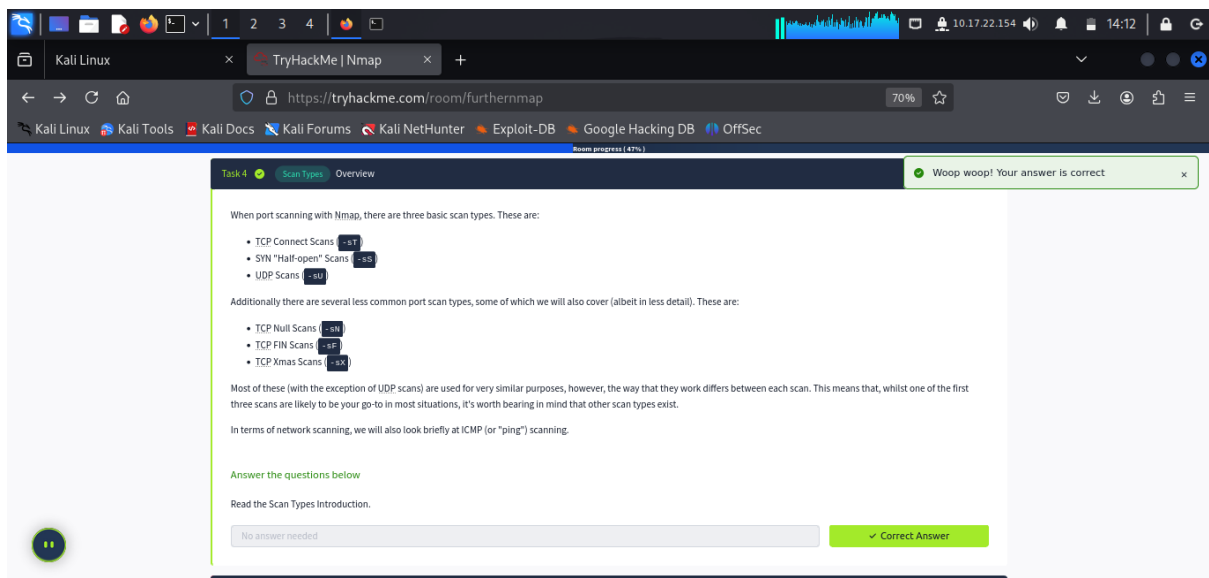 1 2 3 4 10.17.22.154 14:12
Kali Linux × TryHackMe | Nmap × +
https://tryhackme.com/room/furthernmap 70%
Kali Linux Kali Tools Kali Docs Kali Forums Kali NetHunter Exploit-DB Google Hacking DB OffSec
Room progress ( 47% )
Task 4 Scan Types Overview
Woop woop! Your answer is correct ×
When port scanning with Nmap, there are three basic scan types. These are:
• TCP Connect Scans ( -sT )
• SYN "Half-open" Scans ( -sS )
• UDP Scans ( -sU )
Additionally there are several less common port scan types, some of which we will also cover (albeit in less detail). These are:
• TCP Null Scans ( -sN )
• TCP FIN Scans ( -sF )
• TCP Xmas Scans ( -sX )
Most of these (with the exception of UDP scans) are used for very similar purposes, however, the way that they work differs between each scan. This means that, whilst one of the first
three scans are likely to be your go-to in most situations, it's worth bearing in mind that other scan types exist.
In terms of network scanning, we will also look briefly at ICMP (or "ping") scanning.
Answer the questions below
Read the Scan Types Introduction.
No answer needed
✓ Correct Answer